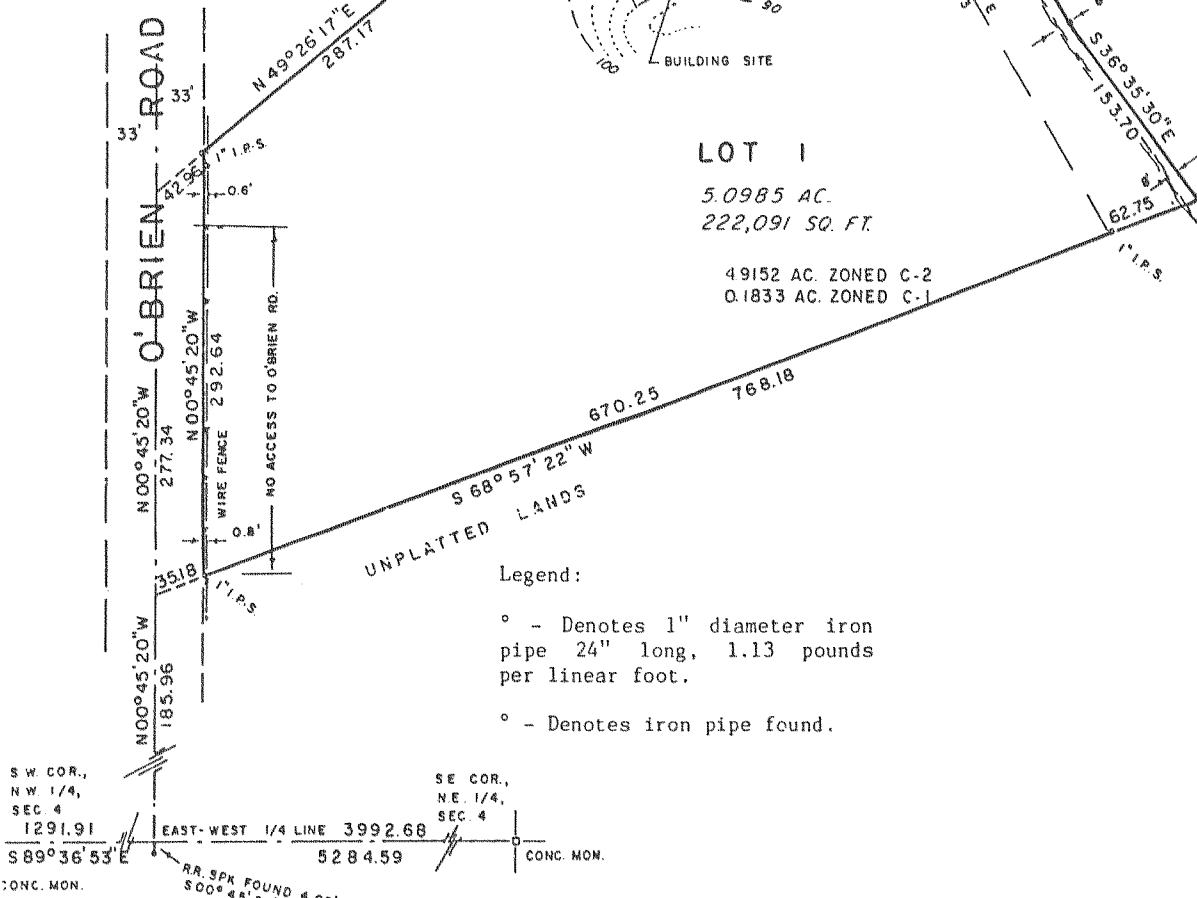 O'BRIEN ROAD
33'
33'
N 49°26'17"E
287.17
100
90
BUILDING SITE
E
S 36°35'30"E
153.70
62.75
1" I.P.S.
42.96
1" I.P.S.
0.6'
LOT 1
5.0985 AC.
222,091 SQ. FT.
4.9152 AC. ZONED C-2
0.1833 AC. ZONED C-1
N00°45'20"W
277.34
N00°45'20"W
292.64
WIRE FENCE
NO ACCESS TO O'BRIEN RD.
0.8'
670.25
768.18
S 68°57'22"W
UNPLATTED LANDS
35.18
1" I.P.S.
N00°45'20"W
185.96
Legend:
° - Denotes 1" diameter iron
pipe 24" long, 1.13 pounds
per linear foot.
° - Denotes iron pipe found.
S W. COR.,
N W. 1/4,
SEC. 4
1291.91
S89°36'53"E
CONC. MON.
EAST-WEST 1/4 LINE 3992.68
5284.59
SE COR.,
N.E. 1/4,
SEC. 4
CONC. MON.
R.R. SPK FOUND